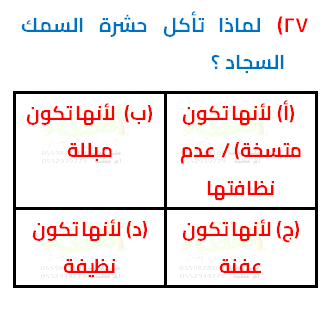 ٢٧) لماذا تأكل حشرة السمك
السجاد ؟
(أ) لأنها تكون
متسخة) / عدم
نظافتها
(ب) لأنها تكون
مبللة
(ج) لأنها تكون
عفنة
(د) لأنها تكون
نظيفة